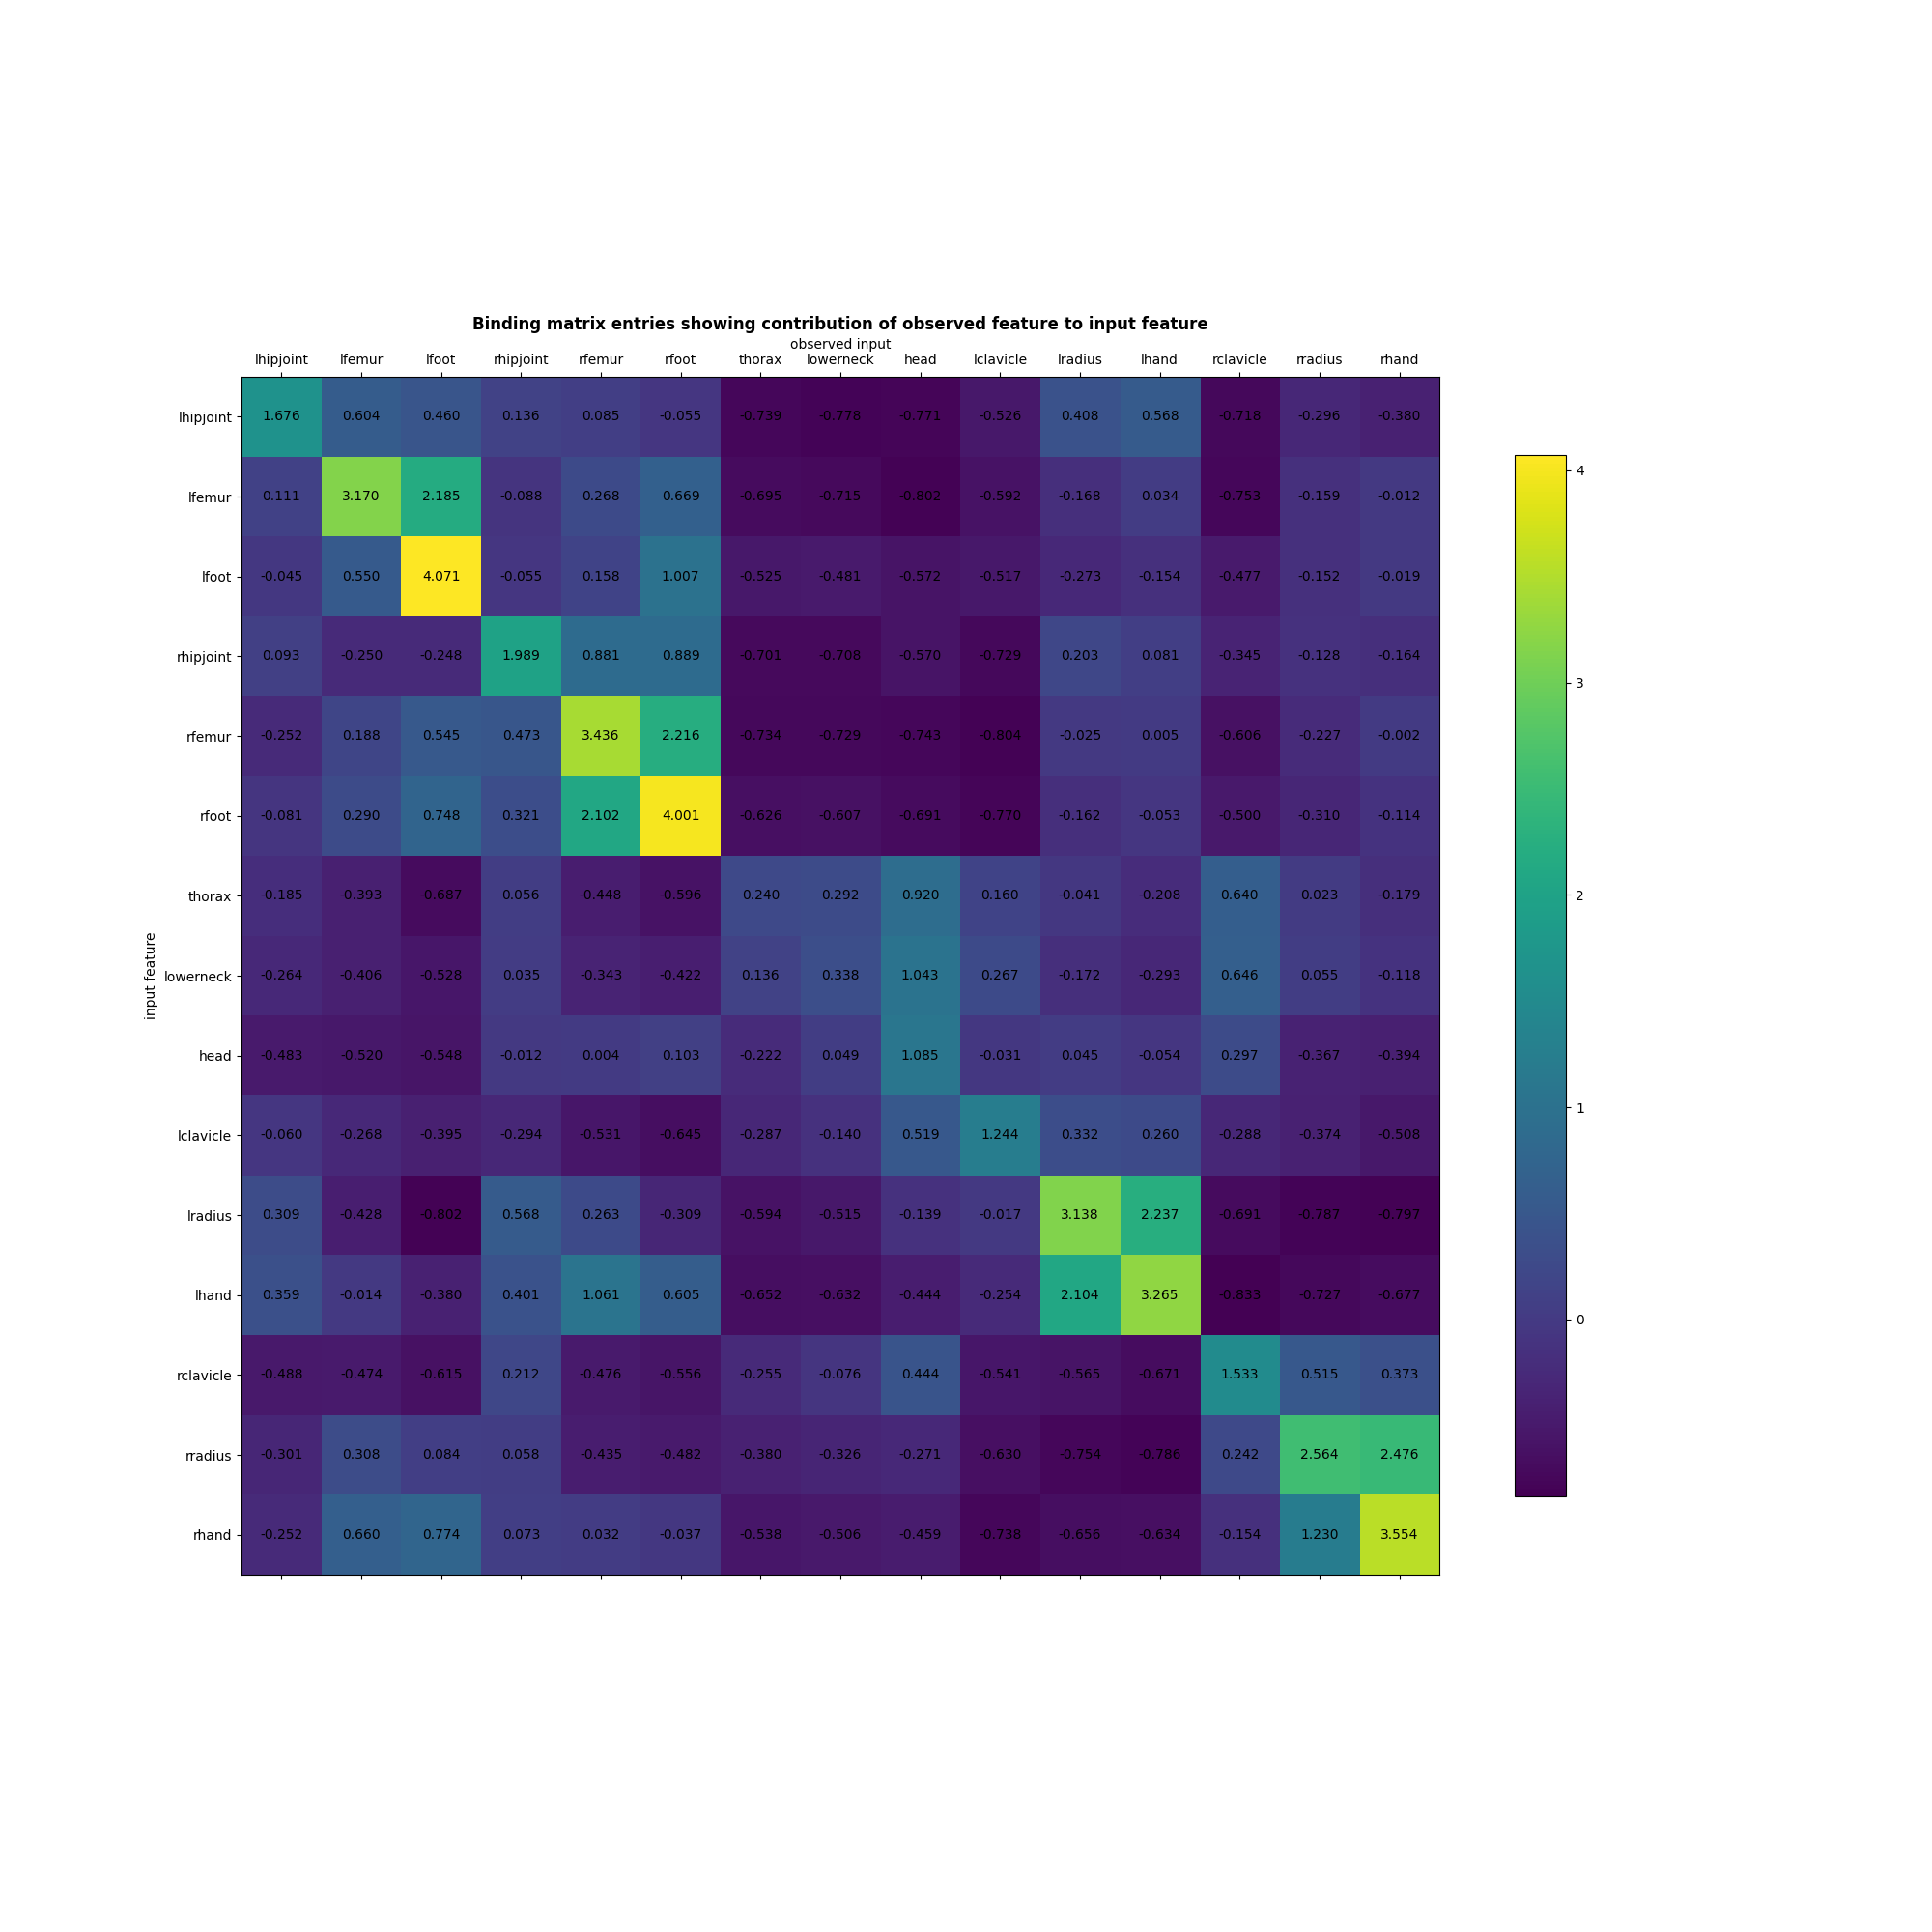 Binding matrix entries showing contribution of observed feature to input feature
observed input
lhipjoint lfemur lfoot rhipjoint rfemur rfoot thorax lowerneck head lclavicle lradius lhand rclavicle rradius rhand
lhipjoint 1.676 0.604 0.460 0.136 0.085 -0.055 -0.739 -0.778 -0.771 -0.526 0.408 0.568 -0.718 -0.296 -0.380
lfemur 0.111 3.170 2.185 -0.088 0.268 0.669 -0.695 -0.715 -0.802 -0.592 -0.168 0.034 -0.753 -0.159 -0.012
lfoot -0.045 0.550 4.071 -0.055 0.158 1.007 -0.525 -0.481 -0.572 -0.517 -0.273 -0.154 -0.477 -0.152 -0.019
rhipjoint 0.093 -0.250 -0.248 1.989 0.881 0.889 -0.701 -0.708 -0.570 -0.729 0.203 0.081 -0.345 -0.128 -0.164
rfemur -0.252 0.188 0.545 0.473 3.436 2.216 -0.734 -0.729 -0.743 -0.804 -0.025 0.005 -0.606 -0.227 -0.002
rfoot -0.081 0.290 0.748 0.321 2.102 4.001 -0.626 -0.607 -0.691 -0.770 -0.162 -0.053 -0.500 -0.310 -0.114
thorax -0.185 -0.393 -0.687 0.056 -0.448 -0.596 0.240 0.292 0.920 0.160 -0.041 -0.208 0.640 0.023 -0.179
lowerneck -0.264 -0.406 -0.528 0.035 -0.343 -0.422 0.136 0.338 1.043 0.267 -0.172 -0.293 0.646 0.055 -0.118
head -0.483 -0.520 -0.548 -0.012 0.004 0.103 -0.222 0.049 1.085 -0.031 0.045 -0.054 0.297 -0.367 -0.394
lclavicle -0.060 -0.268 -0.395 -0.294 -0.531 -0.645 -0.287 -0.140 0.519 1.244 0.332 0.260 -0.288 -0.374 -0.508
lradius 0.309 -0.428 -0.802 0.568 0.263 -0.309 -0.594 -0.515 -0.139 -0.017 3.138 2.237 -0.691 -0.787 -0.797
lhand 0.359 -0.014 -0.380 0.401 1.061 0.605 -0.652 -0.632 -0.444 -0.254 2.104 3.265 -0.833 -0.727 -0.677
rclavicle -0.488 -0.474 -0.615 0.212 -0.476 -0.556 -0.255 -0.076 0.444 -0.541 -0.565 -0.671 1.533 0.515 0.373
rradius -0.301 0.308 0.084 0.058 -0.435 -0.482 -0.380 -0.326 -0.271 -0.630 -0.754 -0.786 0.242 2.564 2.476
rhand -0.252 0.660 0.774 0.073 0.032 -0.037 -0.538 -0.506 -0.459 -0.738 -0.656 -0.634 -0.154 1.230 3.554
input feature
4
3
2
1
0